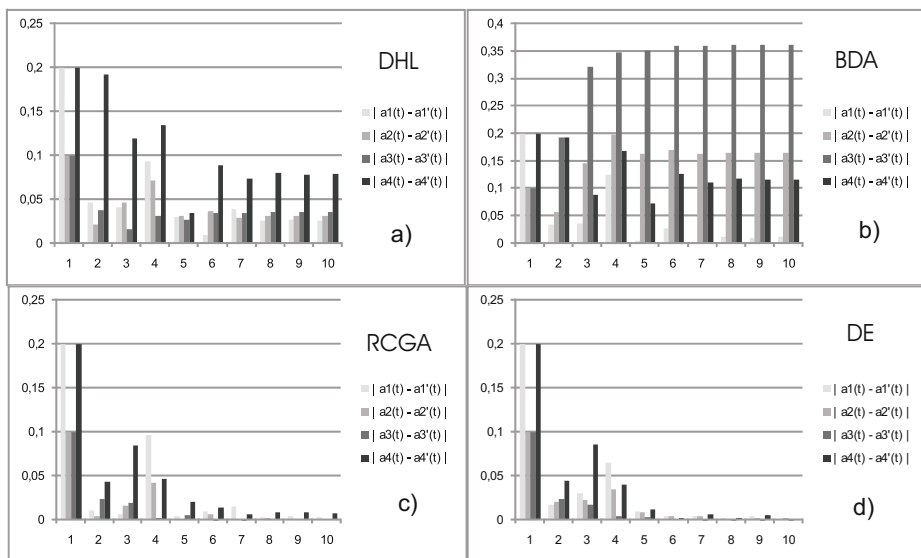 0,25
0,2
0,15
0,1
0,05
0
1 2 3 4 5 6 7 8 9 10
DHL
| a1(t) - a1'(t) |
| a2(t) - a2'(t) |
| a3(t) - a3'(t) |
| a4(t) - a4'(t) |
a)
0,4
0,35
0,3
0,25
0,2
0,15
0,1
0,05
0
1 2 3 4 5 6 7 8 9 10
BDA
| a1(t) - a1'(t) |
| a2(t) - a2'(t) |
| a3(t) - a3'(t) |
| a4(t) - a4'(t) |
b)
0,25
0,2
0,15
0,1
0,05
0
1 2 3 4 5 6 7 8 9 10
RCGA
| a1(t) - a1'(t) |
| a2(t) - a2'(t) |
| a3(t) - a3'(t) |
| a4(t) - a4'(t) |
c)
0,25
0,2
0,15
0,1
0,05
0
1 2 3 4 5 6 7 8 9 10
DE
| a1(t) - a1'(t) |
| a2(t) - a2'(t) |
| a3(t) - a3'(t) |
| a4(t) - a4'(t) |
d)